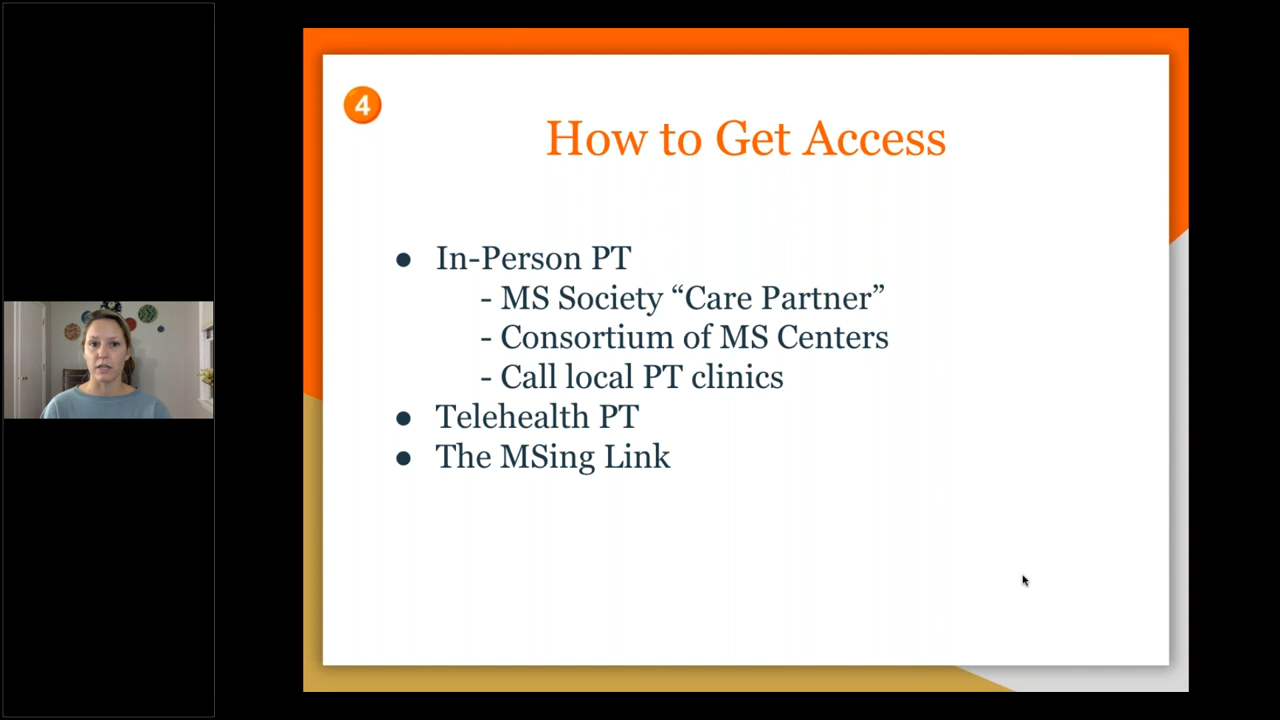 4
How to Get Access
● In-Person PT
- MS Society “Care Partner”
- Consortium of MS Centers
- Call local PT clinics
● Telehealth PT
● The MSing Link